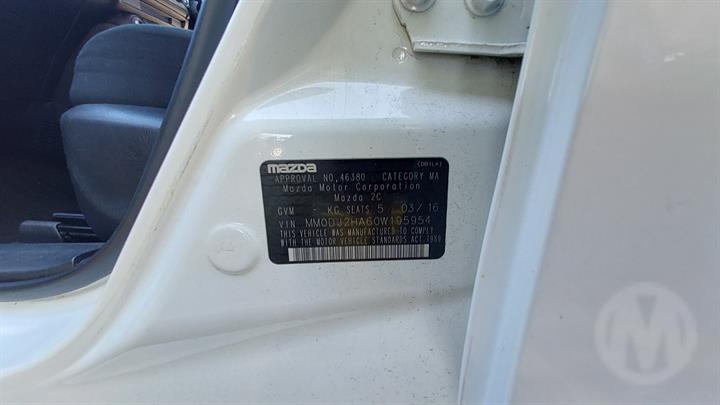 mazda (DB1LA)
APPROVAL NO.46380 CATEGORY MA
Mazda Motor Corporation
Mazda 2C
GVM - KG SEATS 5 03/16
VIN MM0DJ2HA60W195954
THIS VEHICLE WAS MANUFACTURED TO COMPLY
WITH THE MOTOR VEHICLE STANDARDS ACT 1989
M